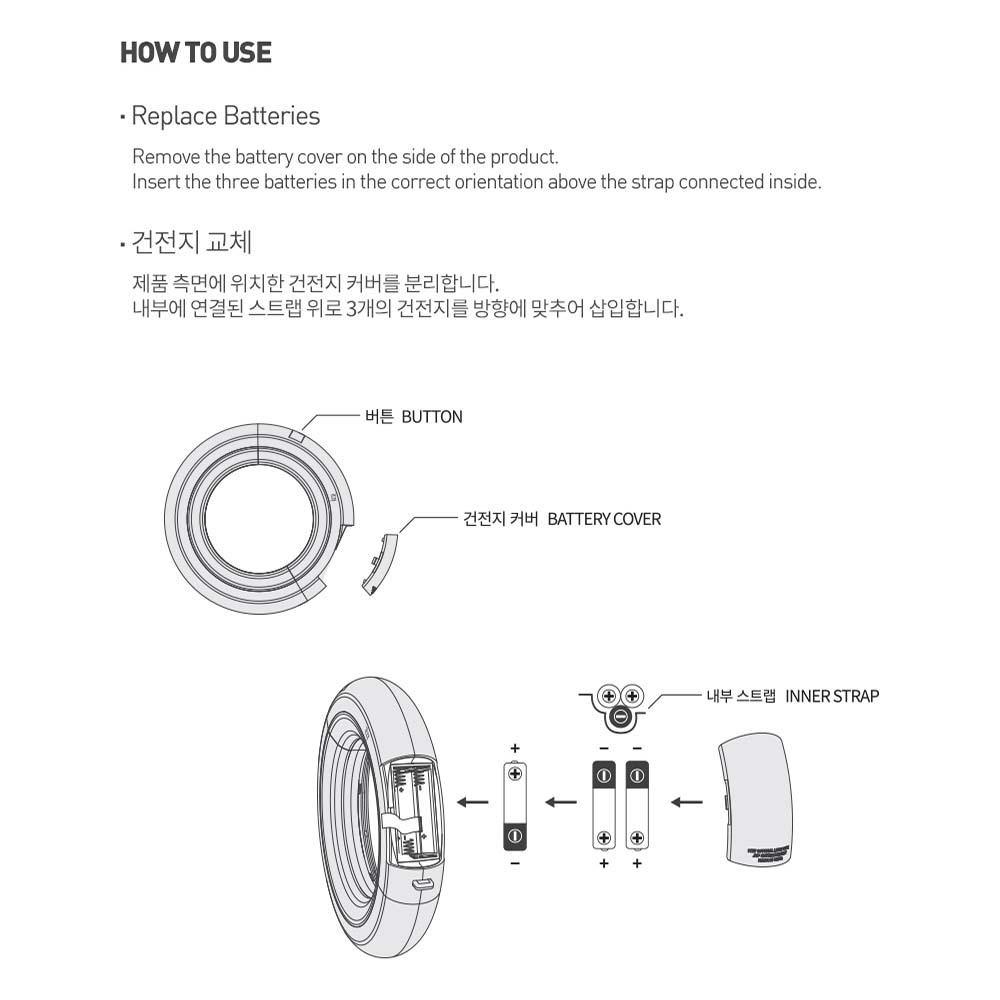 HOW TO USE
· Replace Batteries
Remove the battery cover on the side of the product.
Insert the three batteries in the correct orientation above the strap connected inside.
· 건전지 교체
제품 측면에 위치한 건전지 커버를 분리합니다.
내부에 연결된 스트랩 위로 3개의 건전지를 방향에 맞추어 삽입합니다.
버튼 BUTTON
건전지 커버 BATTERY COVER
내부 스트랩 INNER STRAP
+ − −
− + +